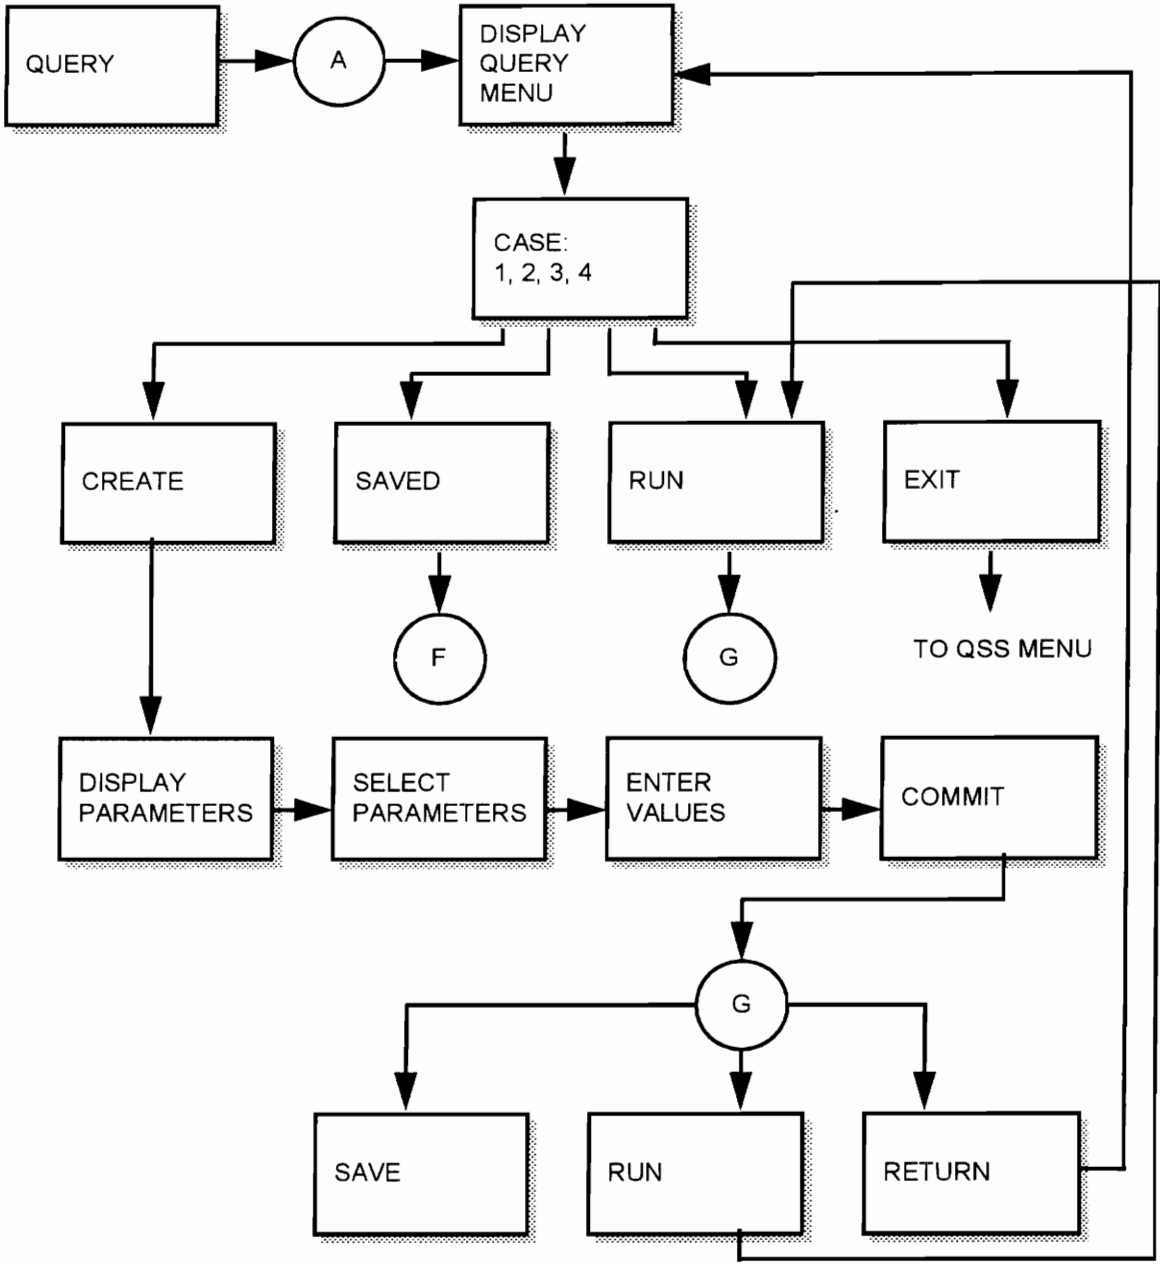 QUERY
A
DISPLAY
QUERY
MENU
CASE:
1, 2, 3, 4
CREATE
SAVED
RUN
EXIT
F
G
TO QSS MENU
DISPLAY
PARAMETERS
SELECT
PARAMETERS
ENTER
VALUES
COMMIT
G
SAVE
RUN
RETURN